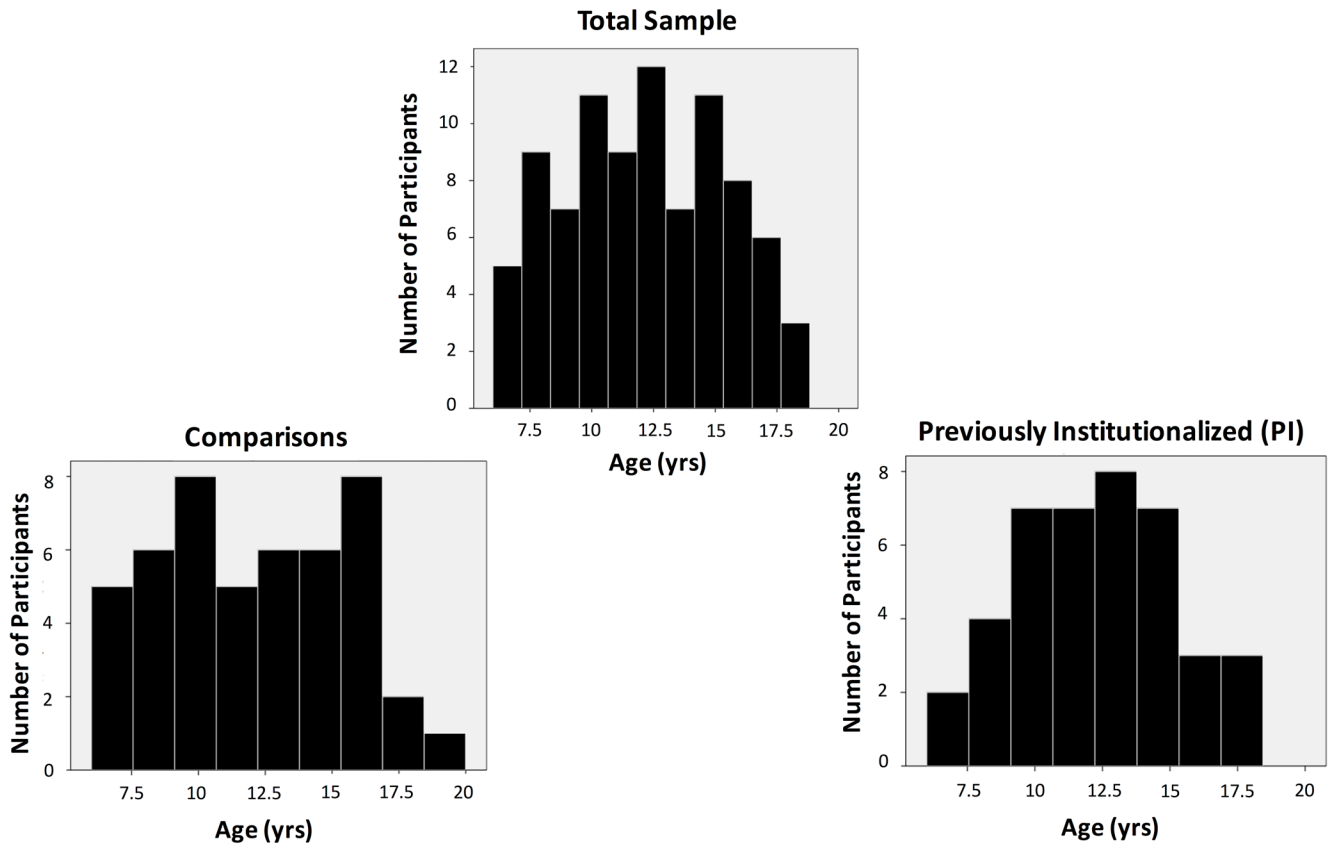 Total Sample
Number of Participants
12
10
8
6
4
2
0
7.5 10 12.5 15 17.5 20
Age (yrs)
Comparisons
Number of Participants
8
6
4
2
0
7.5 10 12.5 15 17.5 20
Age (yrs)
Previously Institutionalized (PI)
Number of Participants
8
6
4
2
0
7.5 10 12.5 15 17.5 20
Age (yrs)